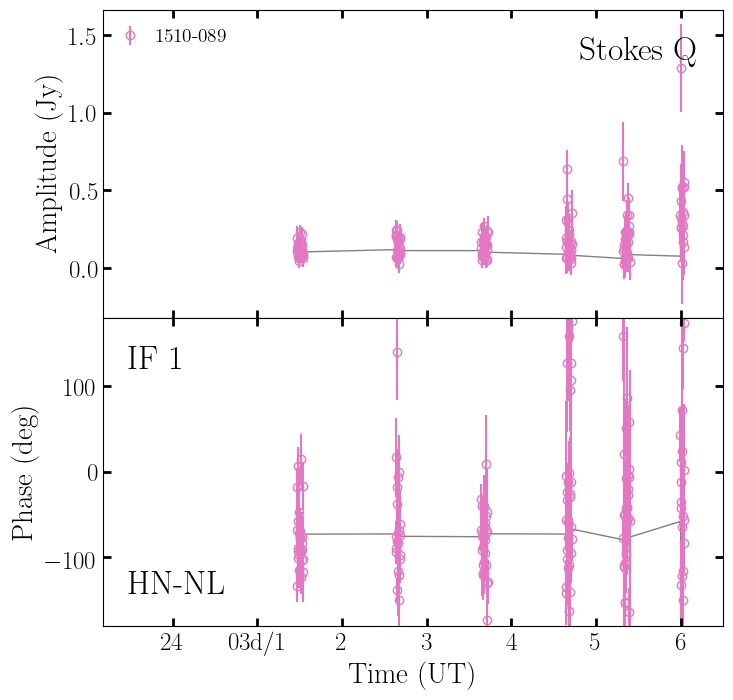 1510-089
Stokes Q
Amplitude (Jy)
1.5
1.0
0.5
0.0
IF 1
HN-NL
Phase (deg)
100
0
−100
24 03d/1 2 3 4 5 6
Time (UT)